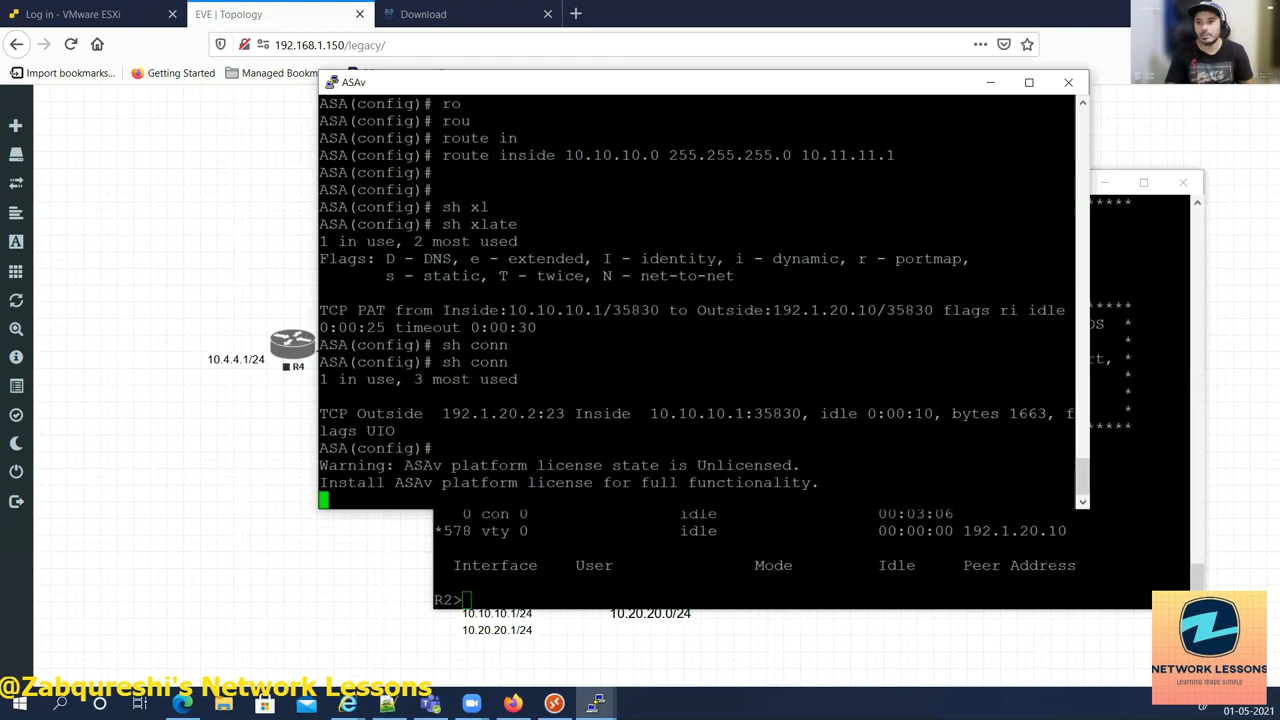 Log in - VMware ESXi
EVE | Topology
Download
192.168.1.150/legacy/
Import bookmarks...
Getting Started
Managed Bookm
ASAv
ASA(config)# ro
ASA(config)# rou
ASA(config)# route in
ASA(config)# route inside 10.10.10.0 255.255.255.0 10.11.11.1
ASA(config)#
ASA(config)#
ASA(config)# sh xl
ASA(config)# sh xlate
1 in use, 2 most used
Flags: D - DNS, e - extended, I - identity, i - dynamic, r - portmap,
s - static, T - twice, N - net-to-net
TCP PAT from Inside:10.10.10.1/35830 to Outside:192.1.20.10/35830 flags ri idle
0:00:25 timeout 0:00:30
ASA(config)# sh conn
ASA(config)# sh conn
1 in use, 3 most used
TCP Outside 192.1.20.2:23 Inside 10.10.10.1:35830, idle 0:00:10, bytes 1663, f
lags UIO
ASA(config)#
Warning: ASAv platform license state is Unlicensed.
Install ASAv platform license for full functionality.
*****
*****
DS *
*
rt, *
*
*
*
*****
10.4.4.1/24
R4
0 con 0 idle 00:03:06
*578 vty 0 idle 00:00:00 192.1.20.10
Interface User Mode Idle Peer Address
R2>
10.10.10.1/24
10.20.20.0/24
10.20.20.1/24
NETWORK LESSONS
Learning made Simple
@Zabqureshi's Network Lessons
01-05-2021